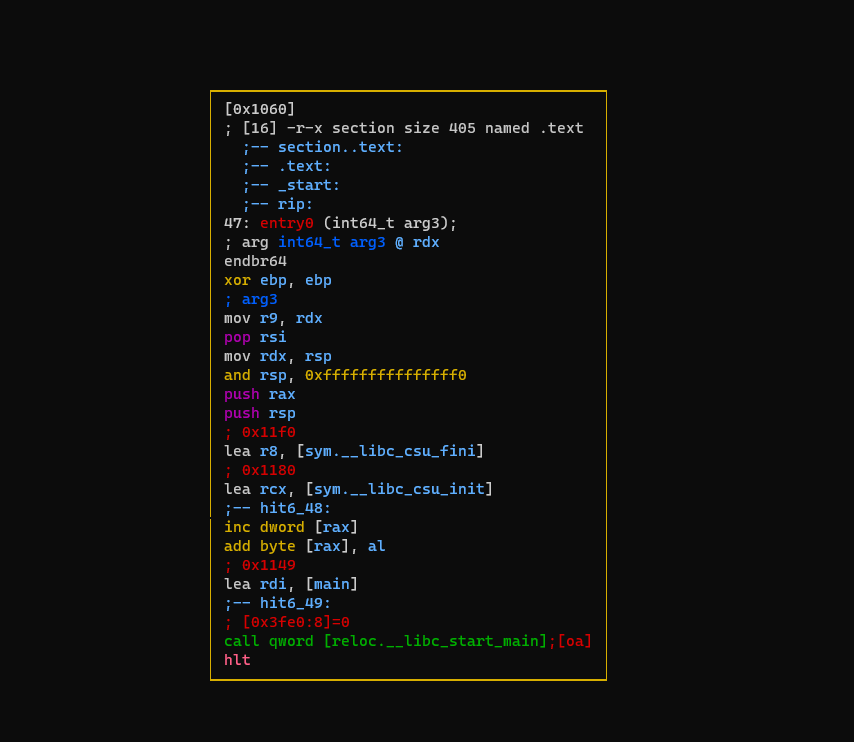 [0x1060]
; [16] -r-x section size 405 named .text
;-- section..text:
;-- .text:
;-- _start:
;-- rip:
47: entry0 (int64_t arg3);
; arg int64_t arg3 @ rdx
endbr64
xor ebp, ebp
; arg3
mov r9, rdx
pop rsi
mov rdx, rsp
and rsp, 0xfffffffffffffff0
push rax
push rsp
; 0x11f0
lea r8, [sym.__libc_csu_fini]
; 0x1180
lea rcx, [sym.__libc_csu_init]
;-- hit6_48:
inc dword [rax]
add byte [rax], al
; 0x1149
lea rdi, [main]
;-- hit6_49:
; [0x3fe0:8]=0
call qword [reloc.__libc_start_main];[oa]
hlt